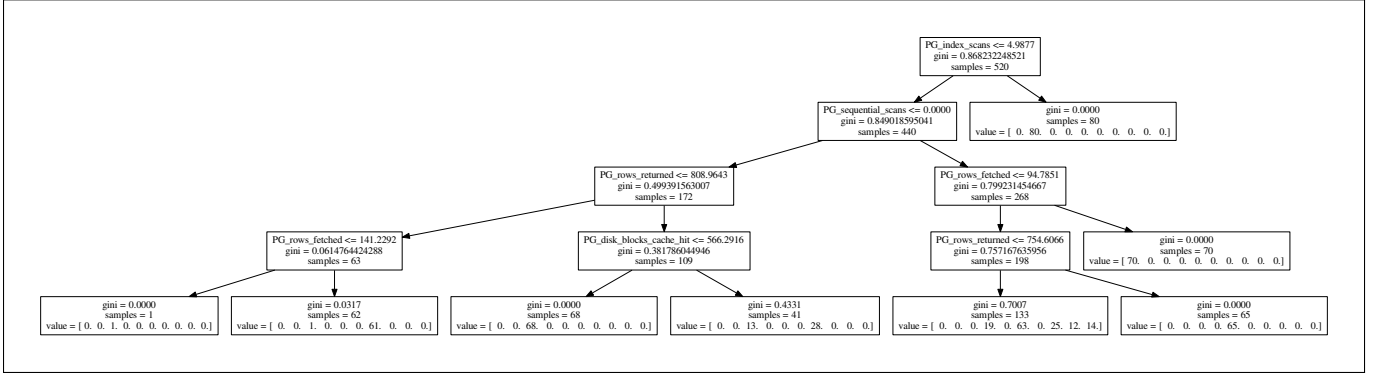 PG_index_scans <= 4.9877
gini = 0.868232248521
samples = 520
PG_sequential_scans <= 0.0000
gini = 0.849018595041
samples = 440
gini = 0.0000
samples = 80
value = [ 0. 80. 0. 0. 0. 0. 0. 0. 0. 0.]
PG_rows_returned <= 808.9643
gini = 0.499391563007
samples = 172
PG_rows_fetched <= 94.7851
gini = 0.799231454667
samples = 268
PG_rows_fetched <= 141.2292
gini = 0.0614764424288
samples = 63
PG_disk_blocks_cache_hit <= 566.2916
gini = 0.381786044946
samples = 109
PG_rows_returned <= 754.6066
gini = 0.757167635956
samples = 198
gini = 0.0000
samples = 70
value = [ 70. 0. 0. 0. 0. 0. 0. 0. 0. 0.]
gini = 0.0000
samples = 1
value = [ 0. 0. 1. 0. 0. 0. 0. 0. 0. 0.]
gini = 0.0317
samples = 62
value = [ 0. 0. 1. 0. 0. 0. 61. 0. 0. 0.]
gini = 0.0000
samples = 68
value = [ 0. 0. 68. 0. 0. 0. 0. 0. 0. 0.]
gini = 0.4331
samples = 41
value = [ 0. 0. 13. 0. 0. 0. 28. 0. 0. 0.]
gini = 0.7007
samples = 133
value = [ 0. 0. 0. 19. 0. 63. 0. 25. 12. 14.]
gini = 0.0000
samples = 65
value = [ 0. 0. 0. 0. 65. 0. 0. 0. 0. 0.]